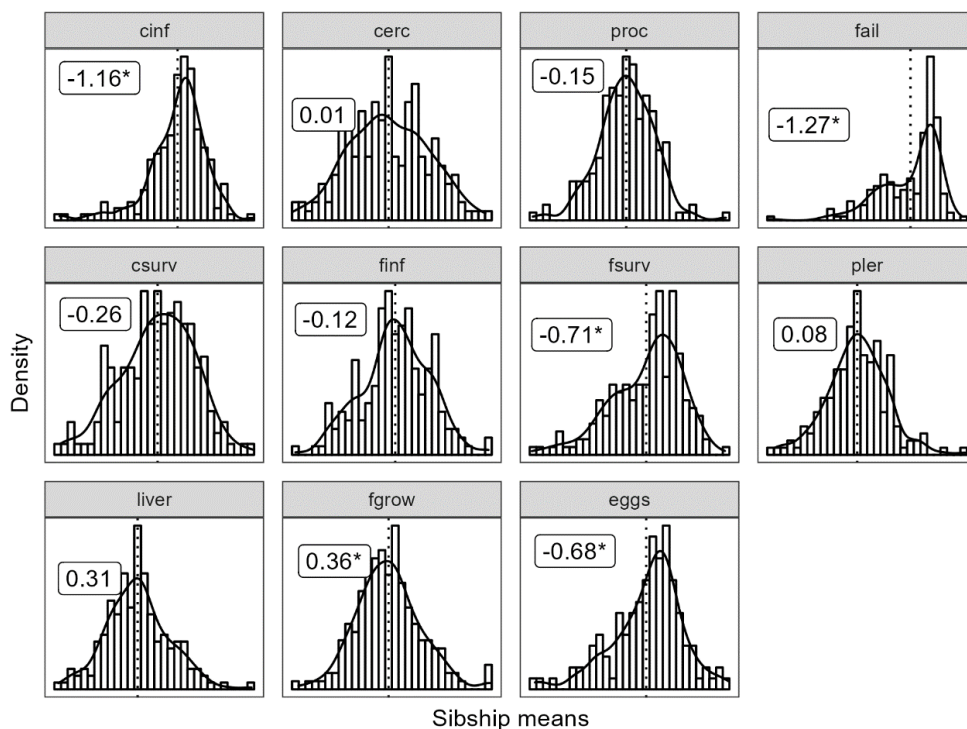 cinf
cerc
proc
fail
-1.16*
0.01
-0.15
-1.27*
csurv
finf
fsurv
pler
-0.26
-0.12
-0.71*
0.08
Density
liver
fgrow
eggs
0.31
0.36*
-0.68*
Sibship means